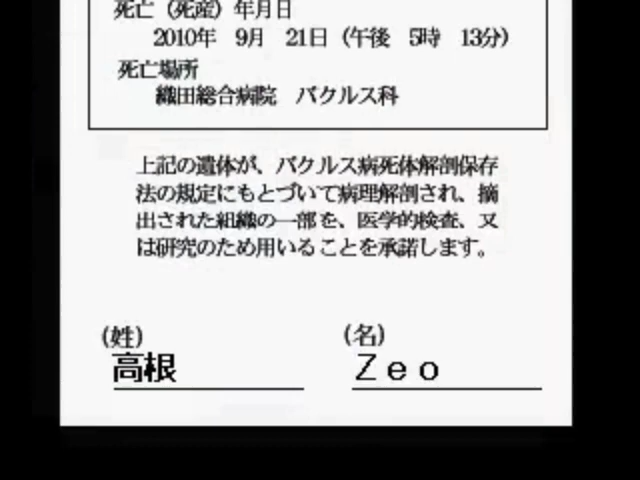 死亡（死産）年月日
2010年　9月　21日（午後　5時　13分）
死亡場所
織田総合病院　バクルス科
上記の遺体が、バクルス病死体解剖保存
法の規定にもとづいて病理解剖され、摘
出された組織の一部を、医学的検査、又
は研究のため用いることを承諾します。
（姓）　（名）
高根　Ｚｅｏ